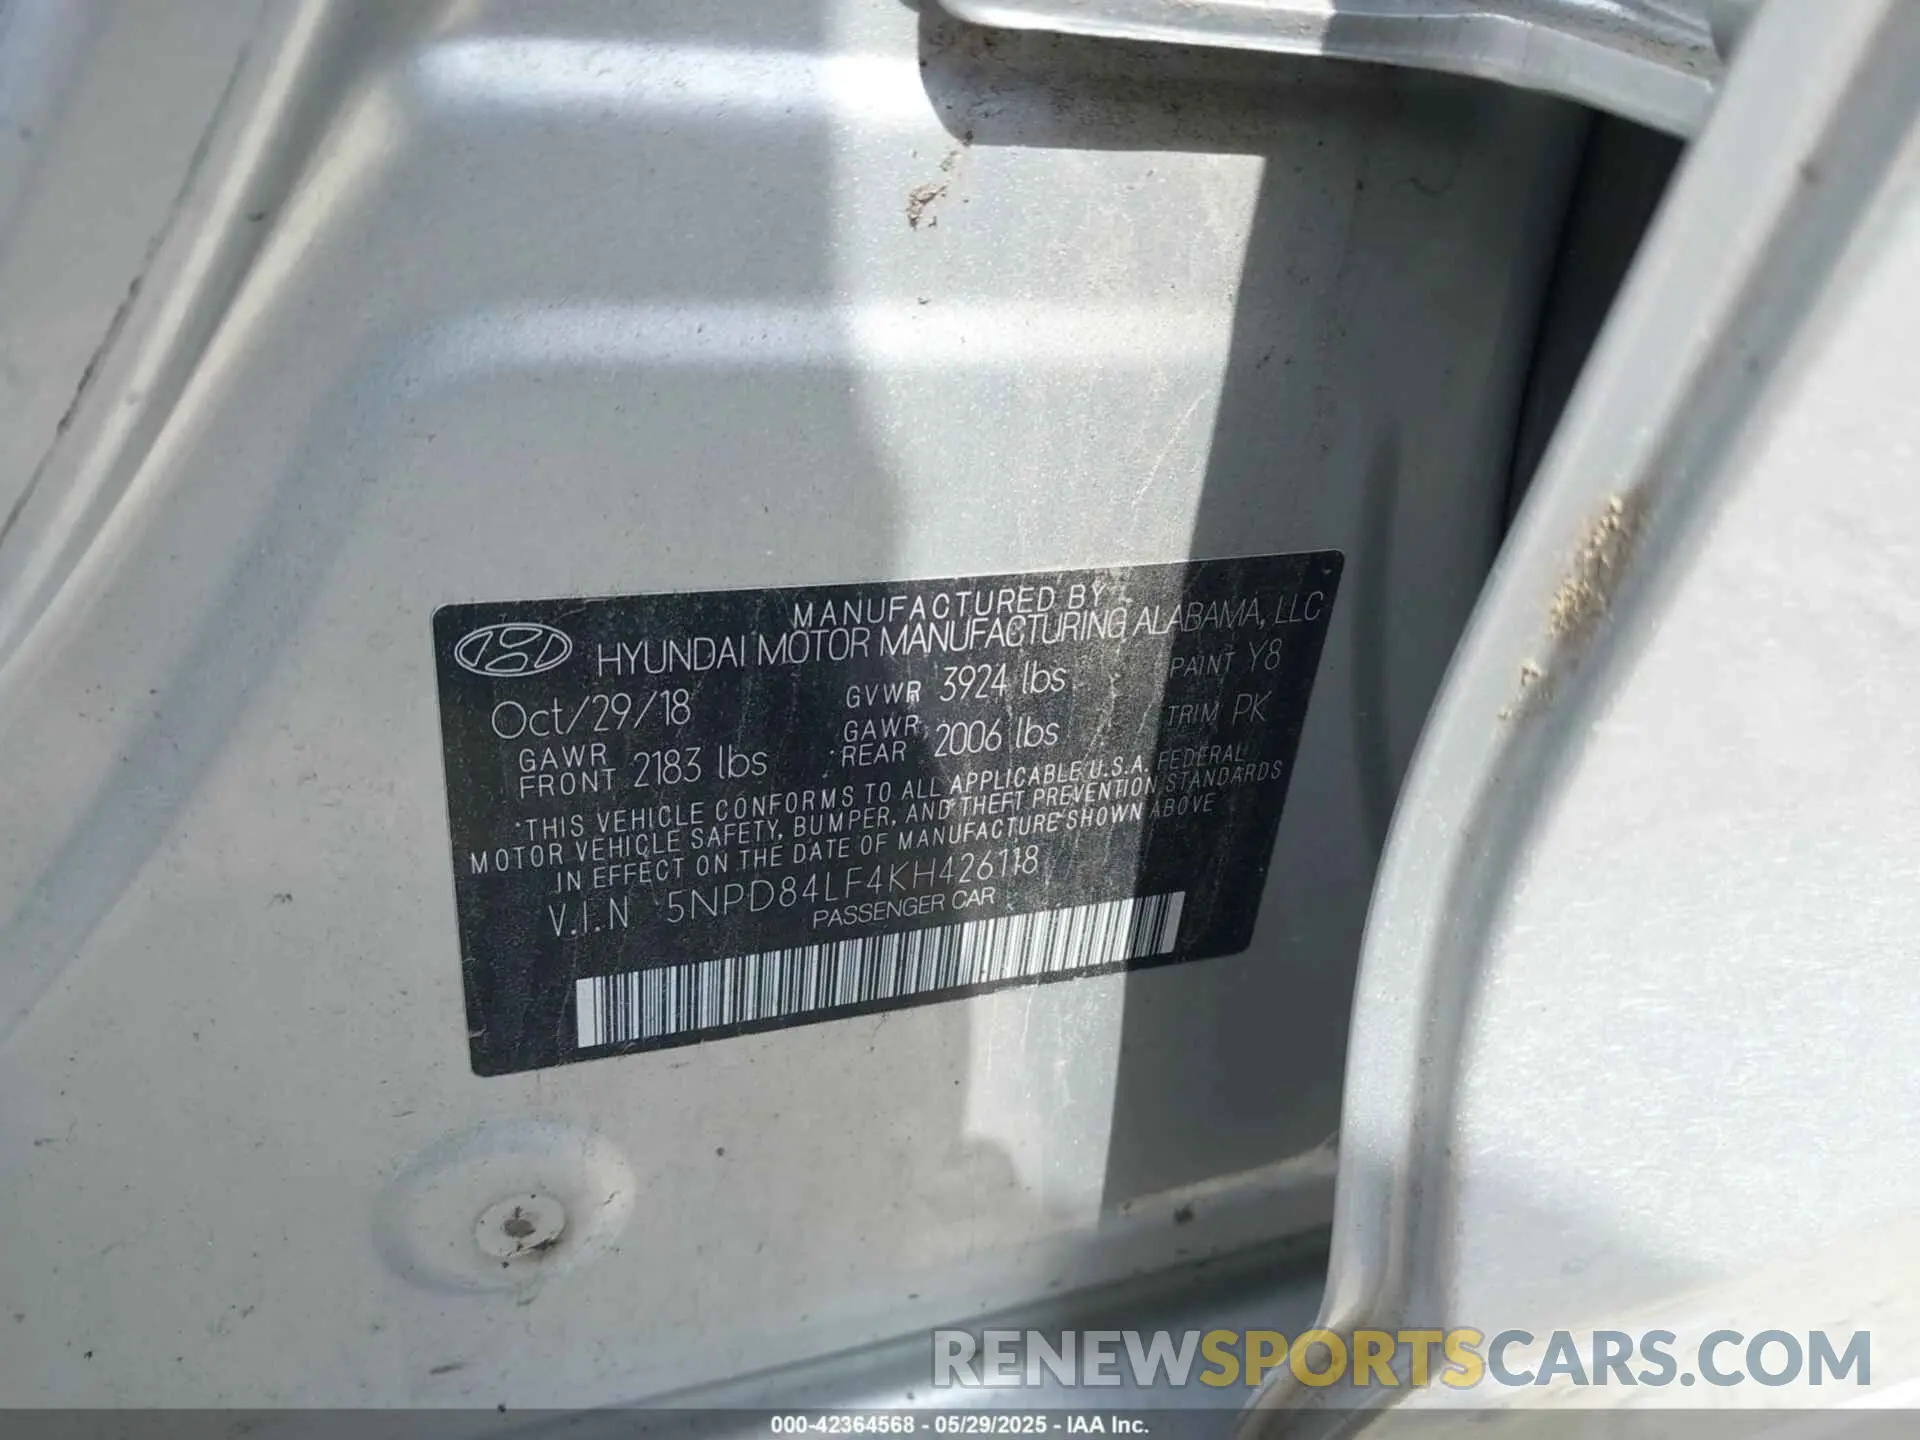 MANUFACTURED BY
HYUNDAI MOTOR MANUFACTURING ALABAMA, LLC
Oct/29/18 GVWR 3924 lbs PAINT Y8
GAWR FRONT 2183 lbs GAWR REAR 2006 lbs TRIM PK
THIS VEHICLE CONFORMS TO ALL APPLICABLE U.S.A. FEDERAL
MOTOR VEHICLE SAFETY, BUMPER, AND THEFT PREVENTION STANDARDS
IN EFFECT ON THE DATE OF MANUFACTURE SHOWN ABOVE
V.I.N 5NPD84LF4KH426118
PASSENGER CAR
RENEWSPORTSCARS.COM
000-42364568 - 05/29/2025 - IAA Inc.